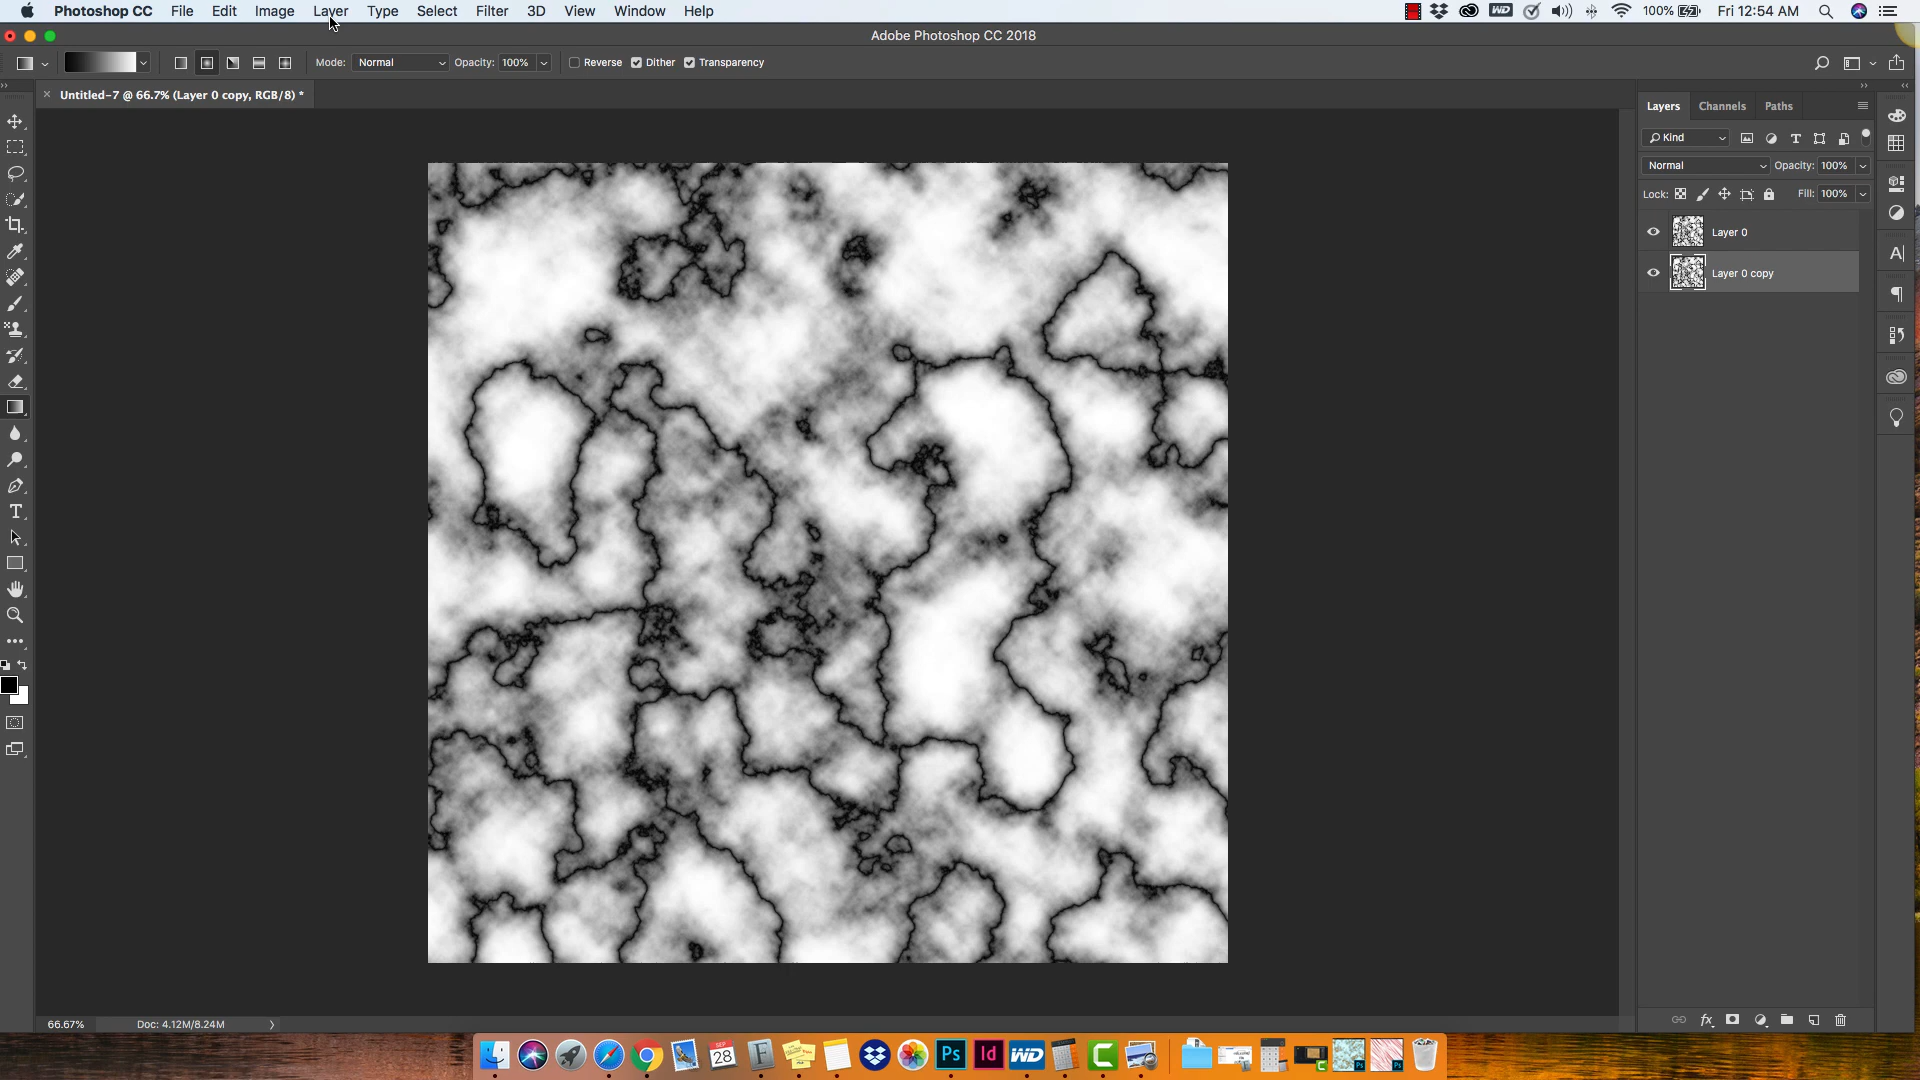 Photoshop CC File Edit Image Layer Type Select Filter 3D View Window Help WD 100% Fri 12:54 AM
Adobe Photoshop CC 2018
Mode: Normal Opacity: 100% Reverse Dither Transparency
× Untitled-7 @ 66.7% (Layer 0 copy, RGB/8) *
Layers Channels Paths
Kind
Normal Opacity: 100%
Lock: Fill: 100%
Layer 0
Layer 0 copy
66.67% Doc: 4.12M/8.24M
SEP
28
Ps Id WD